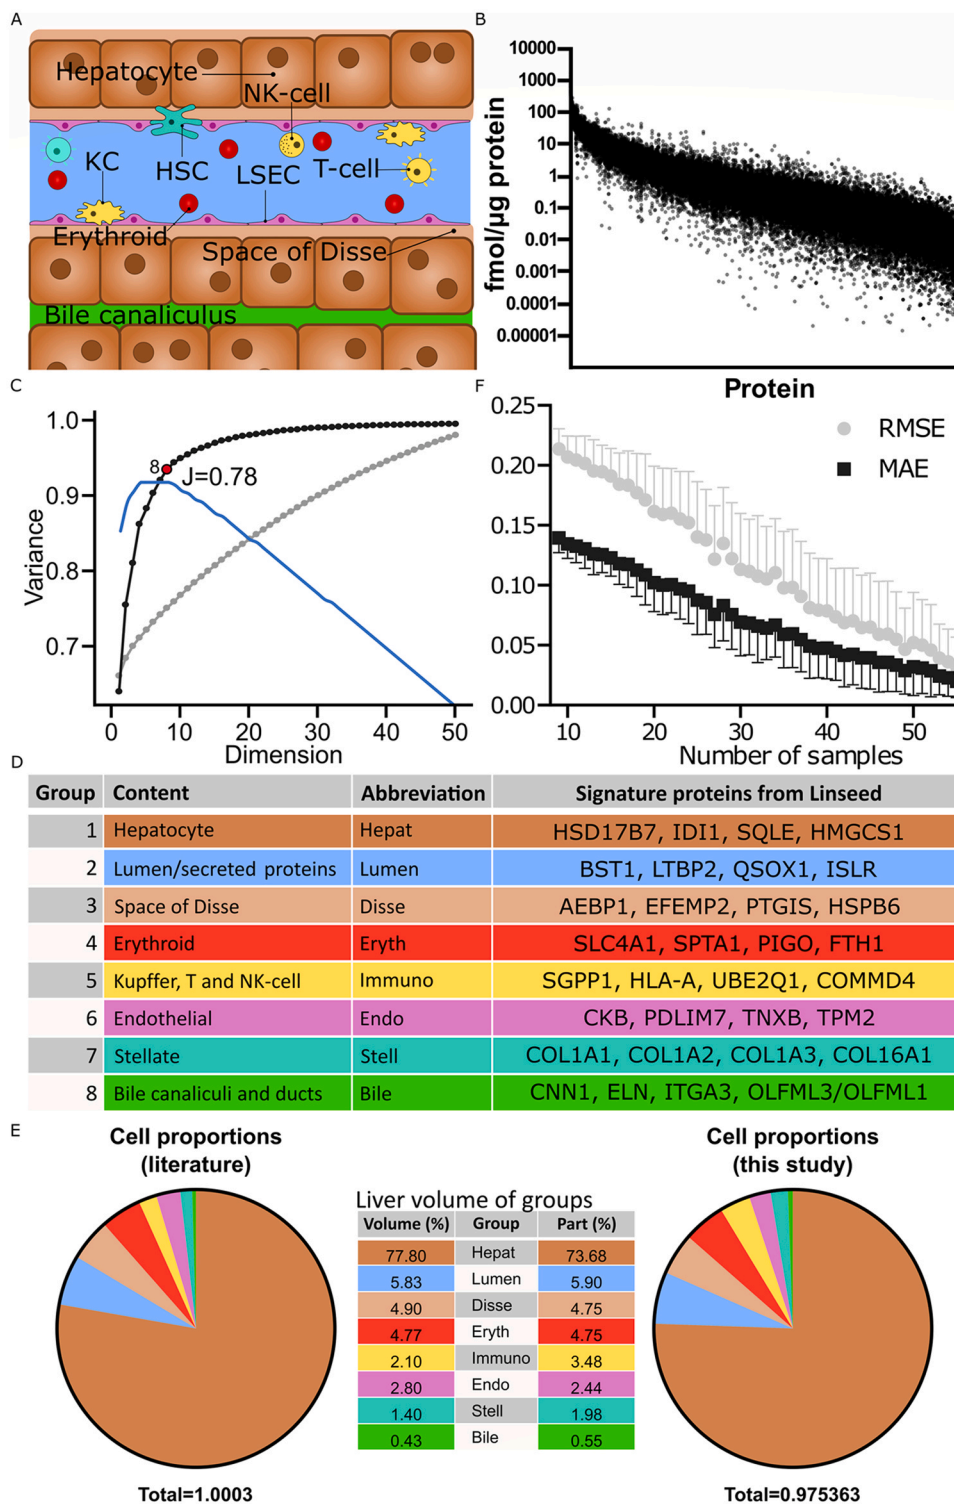 A
Hepatocyte
NK-cell
KC
HSC
LSEC
T-cell
Erythroid
Space of Disse
Bile canaliculus
B
fmol/µg protein
10000
1000
100
10
1
0.1
0.01
0.001
0.0001
0.00001
Protein
C
Variance
1.0
0.9
0.8
0.7
8
J=0.78
0 10 20 30 40 50
Dimension
F
0.25
0.20
0.15
0.10
0.05
0.00
RMSE
MAE
10 20 30 40 50
Number of samples
D
Group Content Abbreviation Signature proteins from Linseed
1 Hepatocyte Hepat HSD17B7, IDI1, SQLE, HMGCS1
2 Lumen/secreted proteins Lumen BST1, LTBP2, QSOX1, ISLR
3 Space of Disse Disse AEBP1, EFEMP2, PTGIS, HSPB6
4 Erythroid Eryth SLC4A1, SPTA1, PIGO, FTH1
5 Kupffer, T and NK-cell Immuno SGPP1, HLA-A, UBE2Q1, COMMD4
6 Endothelial Endo CKB, PDLIM7, TNXB, TPM2
7 Stellate Stell COL1A1, COL1A2, COL1A3, COL16A1
8 Bile canaliculi and ducts Bile CNN1, ELN, ITGA3, OLFML3/OLFML1
E
Cell proportions
(literature)
Total=1.0003
Liver volume of groups
Volume (%) Group Part (%)
77.80 Hepat 73.68
5.83 Lumen 5.90
4.90 Disse 4.75
4.77 Eryth 4.75
2.10 Immuno 3.48
2.80 Endo 2.44
1.40 Stell 1.98
0.43 Bile 0.55
Cell proportions
(this study)
Total=0.975363